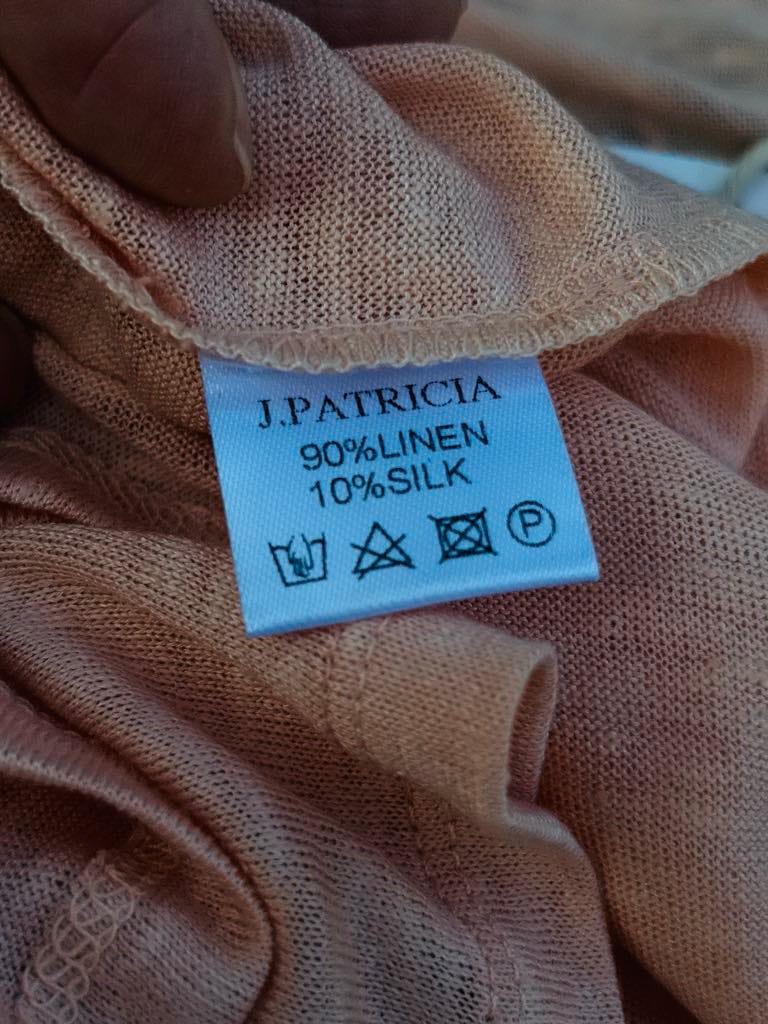 J.PATRICIA
90%LINEN
10%SILK
P